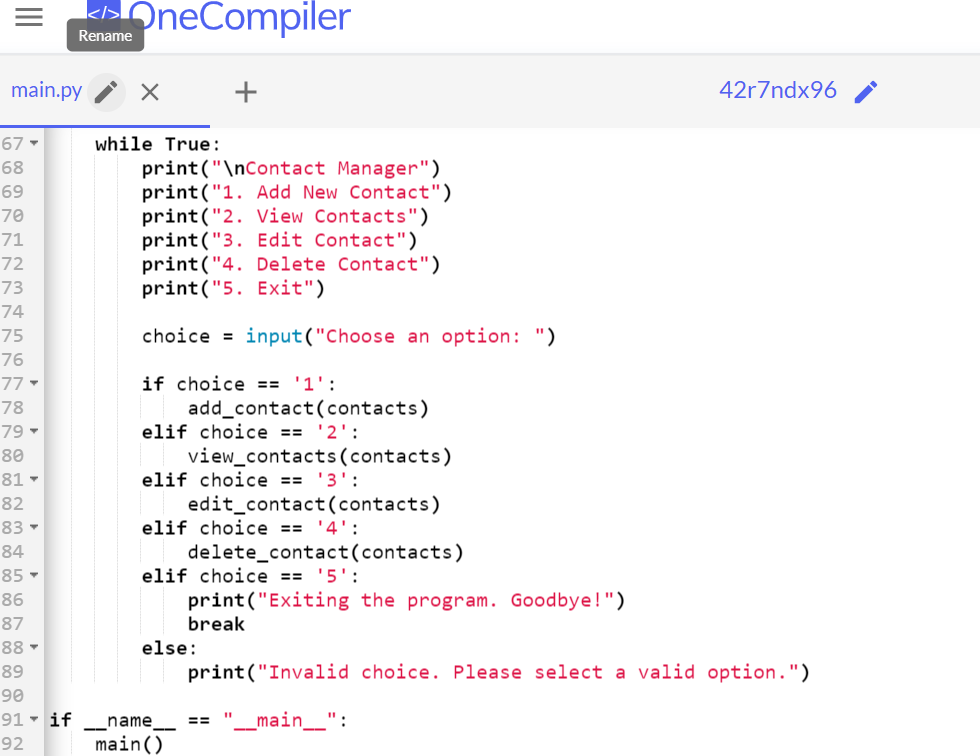 </> OneCompiler
Rename
main.py
42r7ndx96
67 while True:
68 print("\nContact Manager")
69 print("1. Add New Contact")
70 print("2. View Contacts")
71 print("3. Edit Contact")
72 print("4. Delete Contact")
73 print("5. Exit")
74
75 choice = input("Choose an option: ")
76
77 if choice == '1':
78 add_contact(contacts)
79 elif choice == '2':
80 view_contacts(contacts)
81 elif choice == '3':
82 edit_contact(contacts)
83 elif choice == '4':
84 delete_contact(contacts)
85 elif choice == '5':
86 print("Exiting the program. Goodbye!")
87 break
88 else:
89 print("Invalid choice. Please select a valid option.")
90
91 if __name__ == "__main__":
92 main()